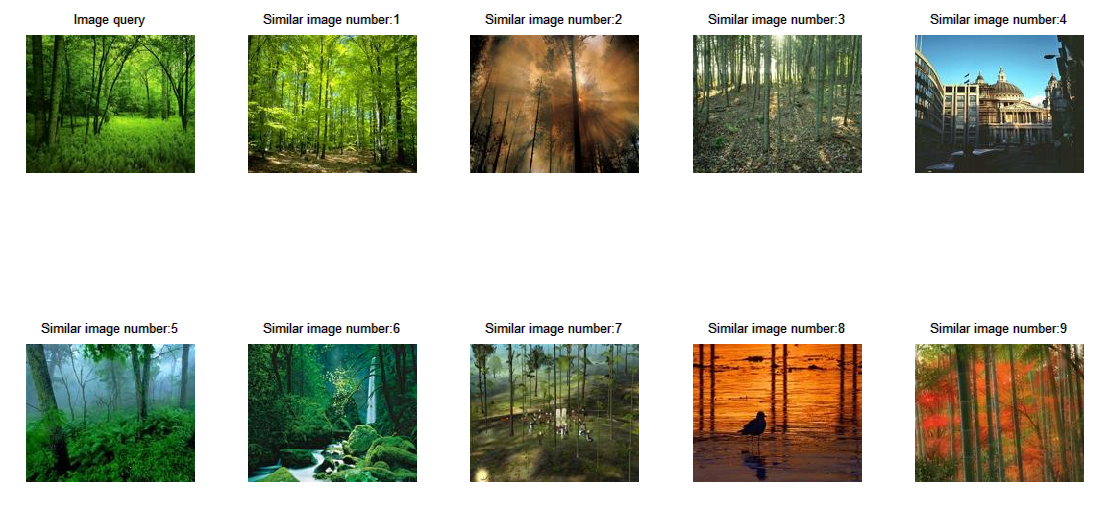 Image query
Similar image number:1
Similar image number:2
Similar image number:3
Similar image number:4
Similar image number:5
Similar image number:6
Similar image number:7
Similar image number:8
Similar image number:9